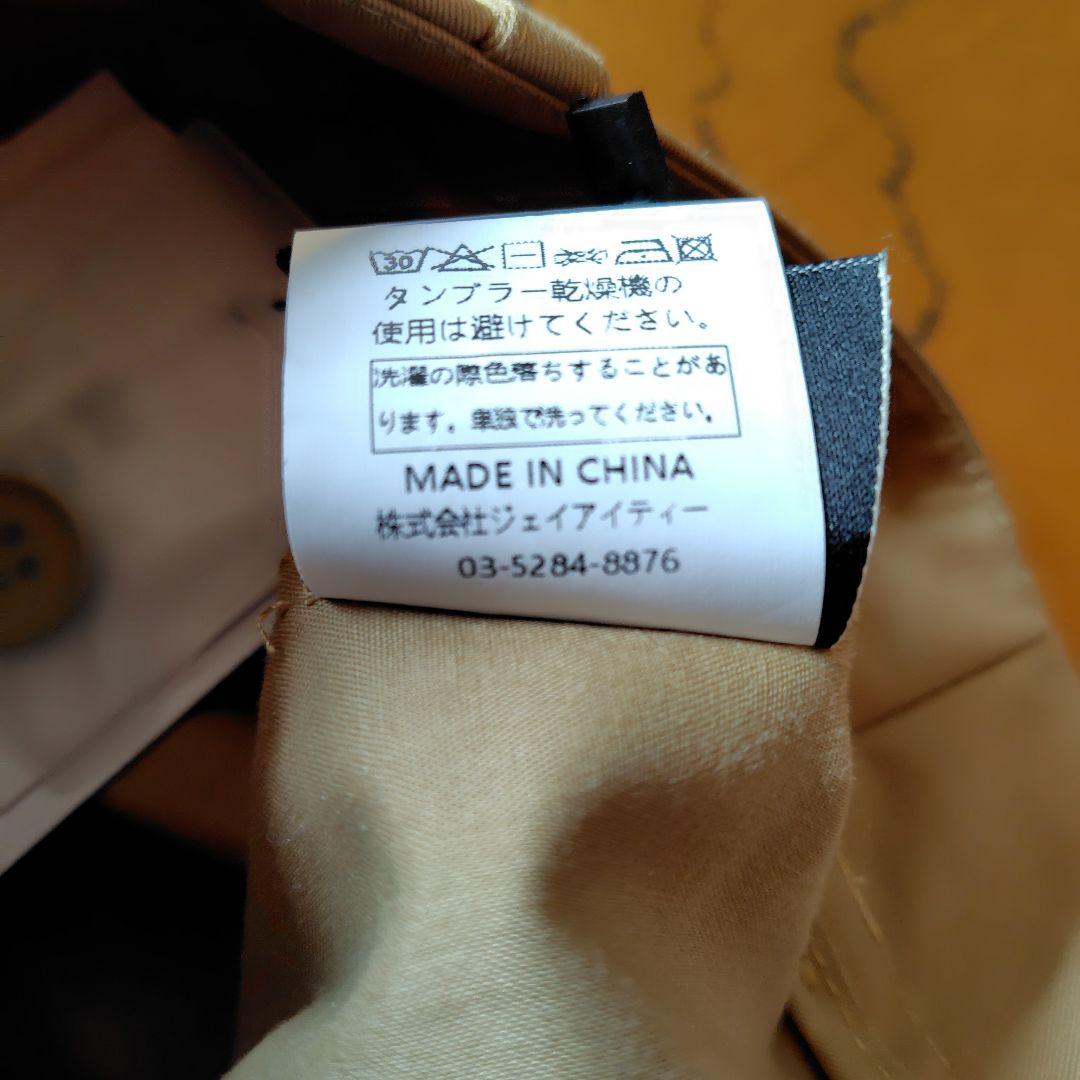 30
タンブラー乾燥機の
使用は避けてください。
洗濯の際色落ちすることがあ
ります。単独で洗ってください。
MADE IN CHINA
株式会社ジェイアイティー
03-5284-8876